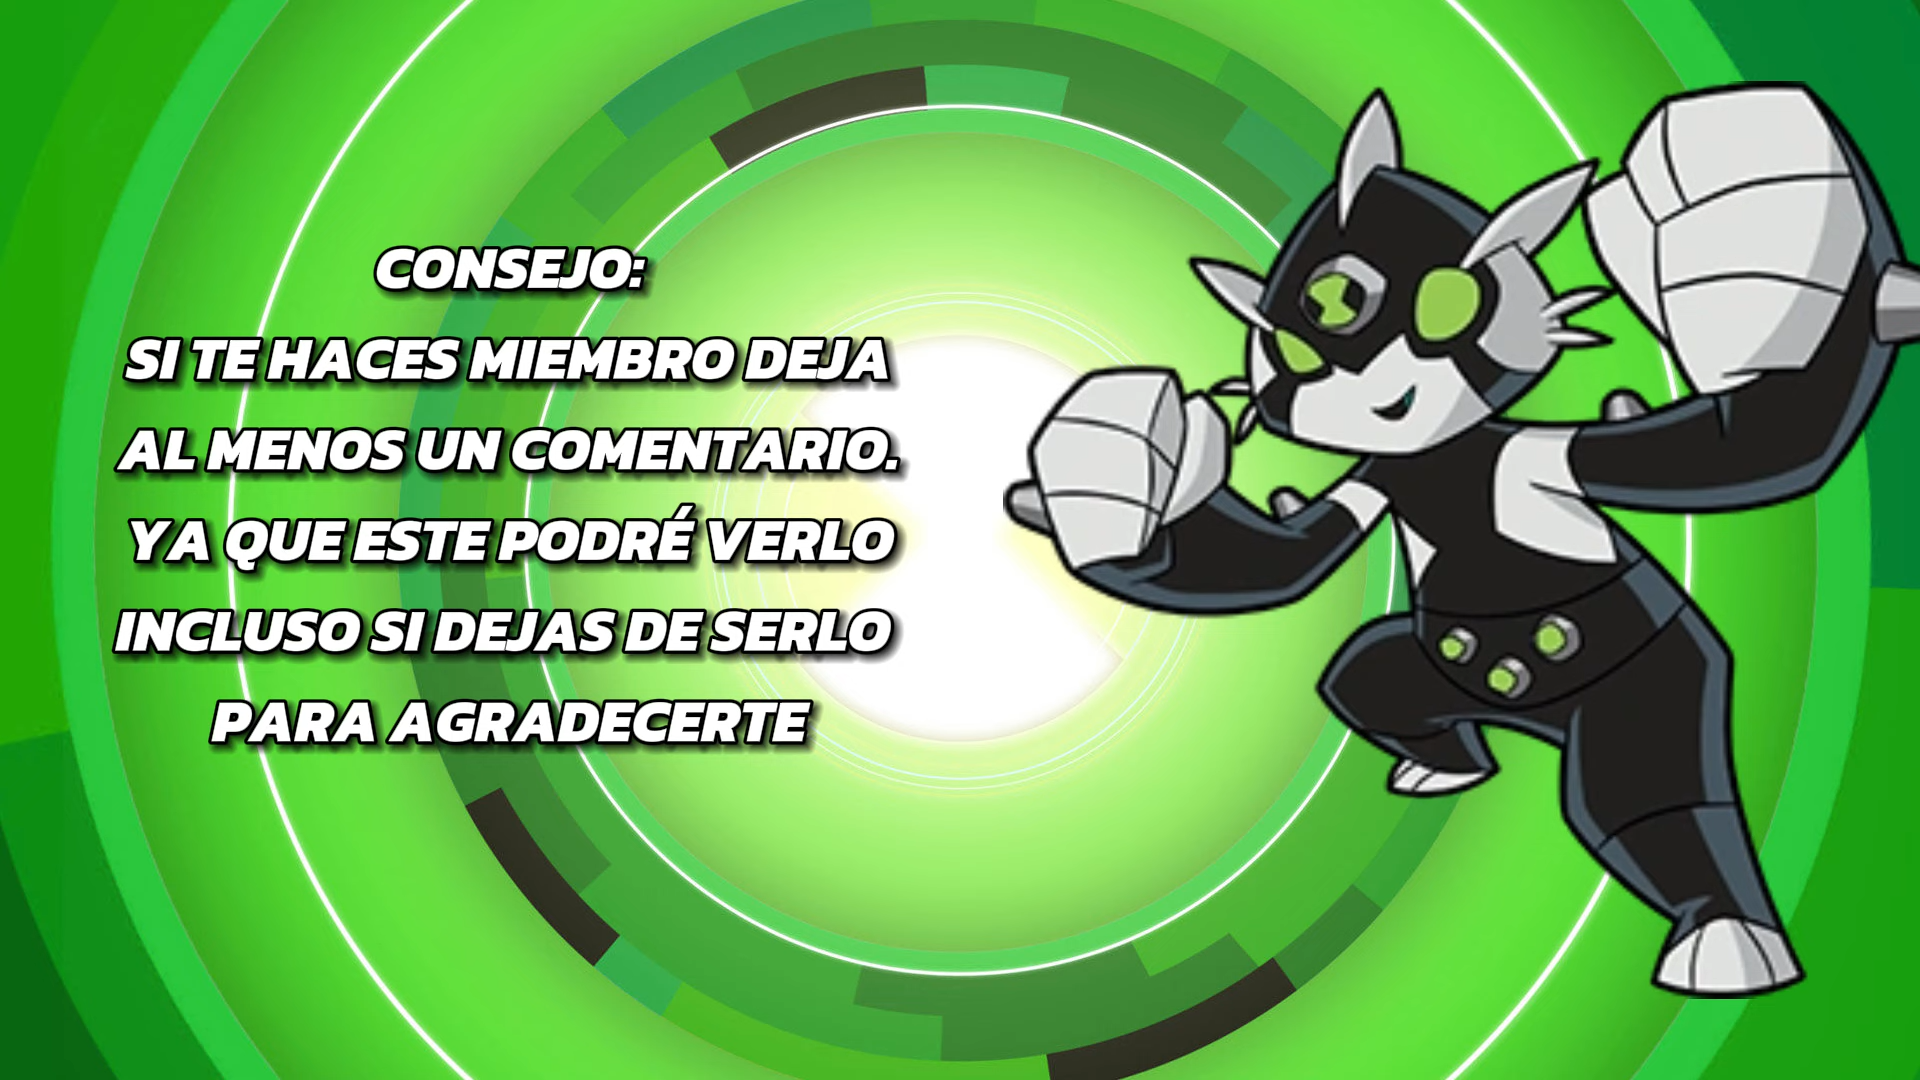 CONSEJO:
SI TE HACES MIEMBRO DEJA
AL MENOS UN COMENTARIO.
YA QUE ESTE PODRÉ VERLO
INCLUSO SI DEJAS DE SERLO
PARA AGRADECERTE